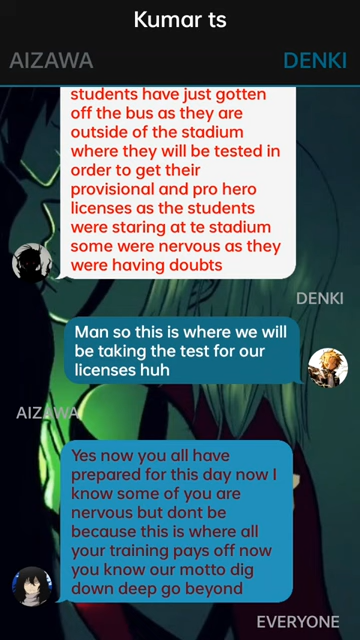 Kumar ts
AIZAWA
DENKI
students have just gotten
off the bus as they are
outside of the stadium
where they will be tested in
order to get their
provisional and pro hero
licenses as the students
were staring at te stadium
some were nervous as they
were having doubts
DENKI
Man so this is where we will
be taking the test for our
licenses huh
AIZAWA
Yes now you all have
prepared for this day now I
know some of you are
nervous but dont be
because this is where all
your training pays off now
you know our motto dig
down deep go beyond
EVERYONE